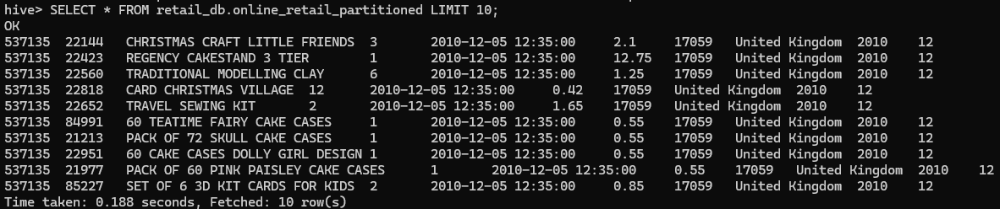 hive> SELECT * FROM retail_db.online_retail_partitioned LIMIT 10;
OK
537135 22144 CHRISTMAS CRAFT LITTLE FRIENDS 3 2010-12-05 12:35:00 2.1 17059 United Kingdom 2010 12
537135 22423 REGENCY CAKESTAND 3 TIER 1 2010-12-05 12:35:00 12.75 17059 United Kingdom 2010 12
537135 22560 TRADITIONAL MODELLING CLAY 6 2010-12-05 12:35:00 1.25 17059 United Kingdom 2010 12
537135 22818 CARD CHRISTMAS VILLAGE 12 2010-12-05 12:35:00 0.42 17059 United Kingdom 2010 12
537135 22652 TRAVEL SEWING KIT 2 2010-12-05 12:35:00 1.65 17059 United Kingdom 2010 12
537135 84991 60 TEATIME FAIRY CAKE CASES 1 2010-12-05 12:35:00 0.55 17059 United Kingdom 2010 12
537135 21213 PACK OF 72 SKULL CAKE CASES 1 2010-12-05 12:35:00 0.55 17059 United Kingdom 2010 12
537135 22951 60 CAKE CASES DOLLY GIRL DESIGN 1 2010-12-05 12:35:00 0.55 17059 United Kingdom 2010 12
537135 21977 PACK OF 60 PINK PAISLEY CAKE CASES 1 2010-12-05 12:35:00 0.55 17059 United Kingdom 2010 12
537135 85227 SET OF 6 3D KIT CARDS FOR KIDS 2 2010-12-05 12:35:00 0.85 17059 United Kingdom 2010 12
Time taken: 0.188 seconds, Fetched: 10 row(s)